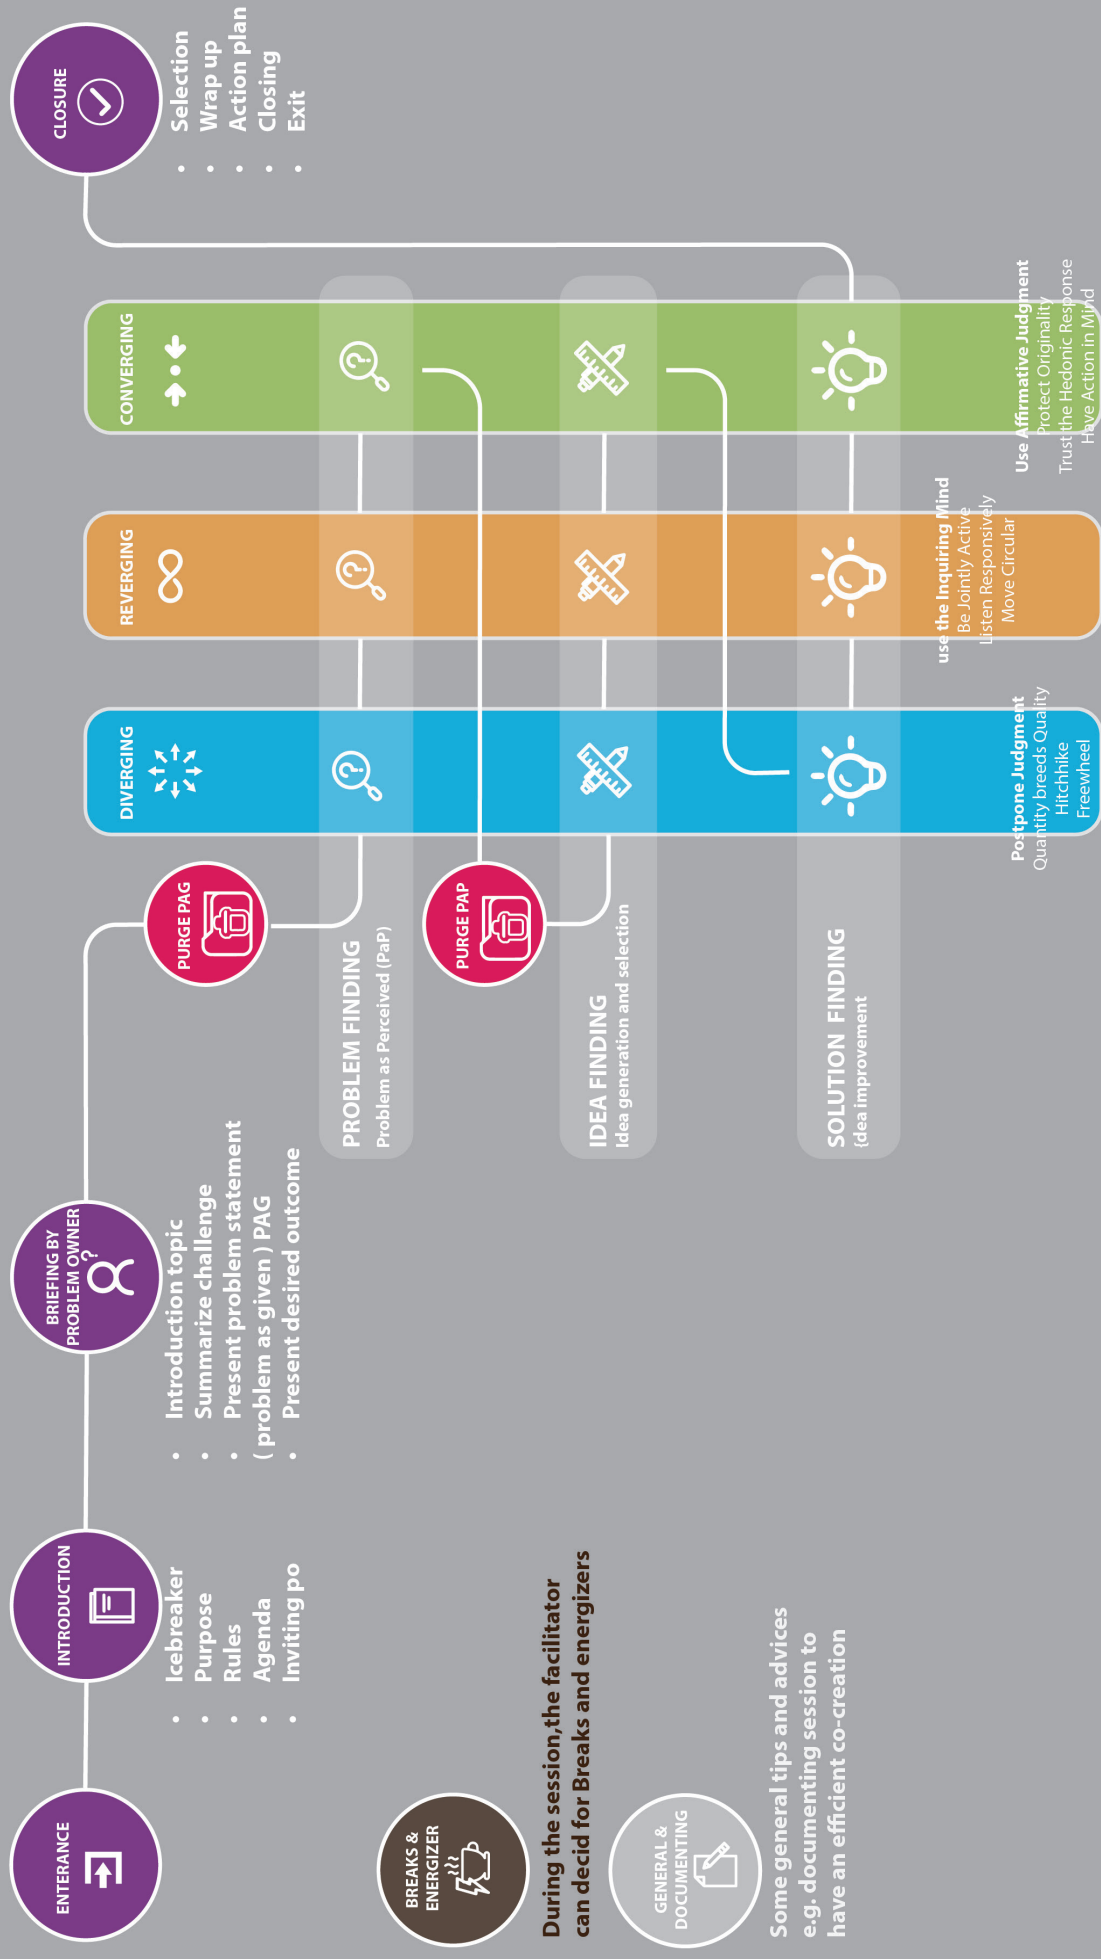 ENTERANCE
INTRODUCTION
• Icebreaker
• Purpose
• Rules
• Agenda
• Inviting po
BRIEFING BY
PROBLEM OWNER
• Introduction topic
• Summarize challenge
• Present problem statement
( problem as given ) PAG
• Present desired outcome
PURGE PAG
DIVERGING
REVERGING
CONVERGING
CLOSURE
• Selection
• Wrap up
• Action plan
• Closing
• Exit
PROBLEM FINDING
Problem as Perceived (PaP)
PURGE PAP
IDEA FINDING
Idea generation and selection
SOLUTION FINDING
(dea improvement
Postpone Judgment
Quantity breeds Quality
Hitchhike
Freewheel
use the Inquiring Mind
Be Jointly Active
Listen Responsively
Move Circular
Use Affirmative Judgment
Protect Originality
Trust the Hedonic Response
Have Action in Mind
BREAKS &
ENERGIZER
During the session,the facilitator
can decid for Breaks and energizers
GENERAL &
DOCUMENTING
Some general tips and advices
e.g. documenting session to
have an efficient co-creation